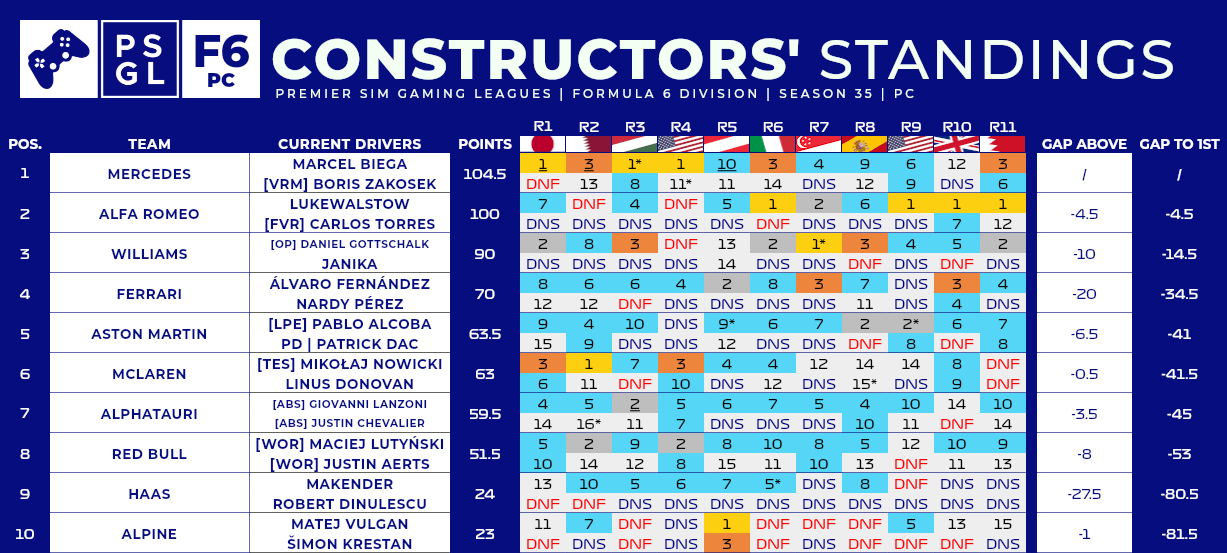 PS
GL
F6
PC
CONSTRUCTORS' STANDINGS
PREMIER SIM GAMING LEAGUES | FORMULA 6 DIVISION | SEASON 35 | PC
R1 R2 R3 R4 R5 R6 R7 R8 R9 R10 R11
POS. TEAM CURRENT DRIVERS POINTS GAP ABOVE GAP TO 1ST
MARCEL BIEGA 1 3 1* 1 10 3 4 9 6 12 3
1 MERCEDES 104.5 / /
[VRM] BORIS ZAKOSEK DNF 13 8 11* 11 14 DNS 12 9 DNS 6
LUKEWALSTOW 7 DNF 4 DNF 5 1 2 6 1 1 1
2 ALFA ROMEO 100 -4.5 -4.5
[FVR] CARLOS TORRES DNS DNS DNS DNS DNS DNF DNS DNS DNS 7 12
[OP] DANIEL GOTTSCHALK 2 8 3 DNF 13 2 1* 3 4 5 2
3 WILLIAMS 90 -10 -14.5
JANIKA DNS DNS DNS DNS 14 DNS DNS DNF DNS DNF DNS
ÁLVARO FERNÁNDEZ 8 6 6 4 2 8 3 7 DNS 3 4
4 FERRARI 70 -20 -34.5
NARDY PÉREZ 12 12 DNF DNS DNS DNS DNS 11 DNS 4 DNS
[LPE] PABLO ALCOBA 9 4 10 DNS 9* 6 7 2 2* 6 7
5 ASTON MARTIN 63.5 -6.5 -41
PD | PATRICK DAC 15 9 DNS DNS 12 DNS DNS DNF 8 DNF 8
[TES] MIKOŁAJ NOWICKI 3 1 7 3 4 4 12 14 14 8 DNF
6 MCLAREN 63 -0.5 -41.5
LINUS DONOVAN 6 11 DNF 10 DNS 12 DNS 15* DNS 9 DNF
[ABS] GIOVANNI LANZONI 4 5 2 5 6 7 5 4 10 14 10
7 ALPHATAURI 59.5 -3.5 -45
[ABS] JUSTIN CHEVALIER 14 16* 11 7 DNS DNS DNS 10 11 DNF 14
[WOR] MACIEJ LUTYŃSKI 5 2 9 2 8 10 8 5 12 10 9
8 RED BULL 51.5 -8 -53
[WOR] JUSTIN AERTS 10 14 12 8 15 11 10 13 DNF 11 13
MAKENDER 13 10 5 6 7 5* DNS 8 DNF DNS DNS
9 HAAS 24 -27.5 -80.5
ROBERT DINULESCU DNF DNF DNS DNS DNS DNS DNS DNS DNS DNS DNS
MATEJ VULGAN 11 7 DNF DNS 1 DNF DNF DNF 5 13 15
10 ALPINE 23 -1 -81.5
ŠIMON KRESTAN DNF DNS DNF DNS 3 DNF DNS DNF DNF DNF DNS